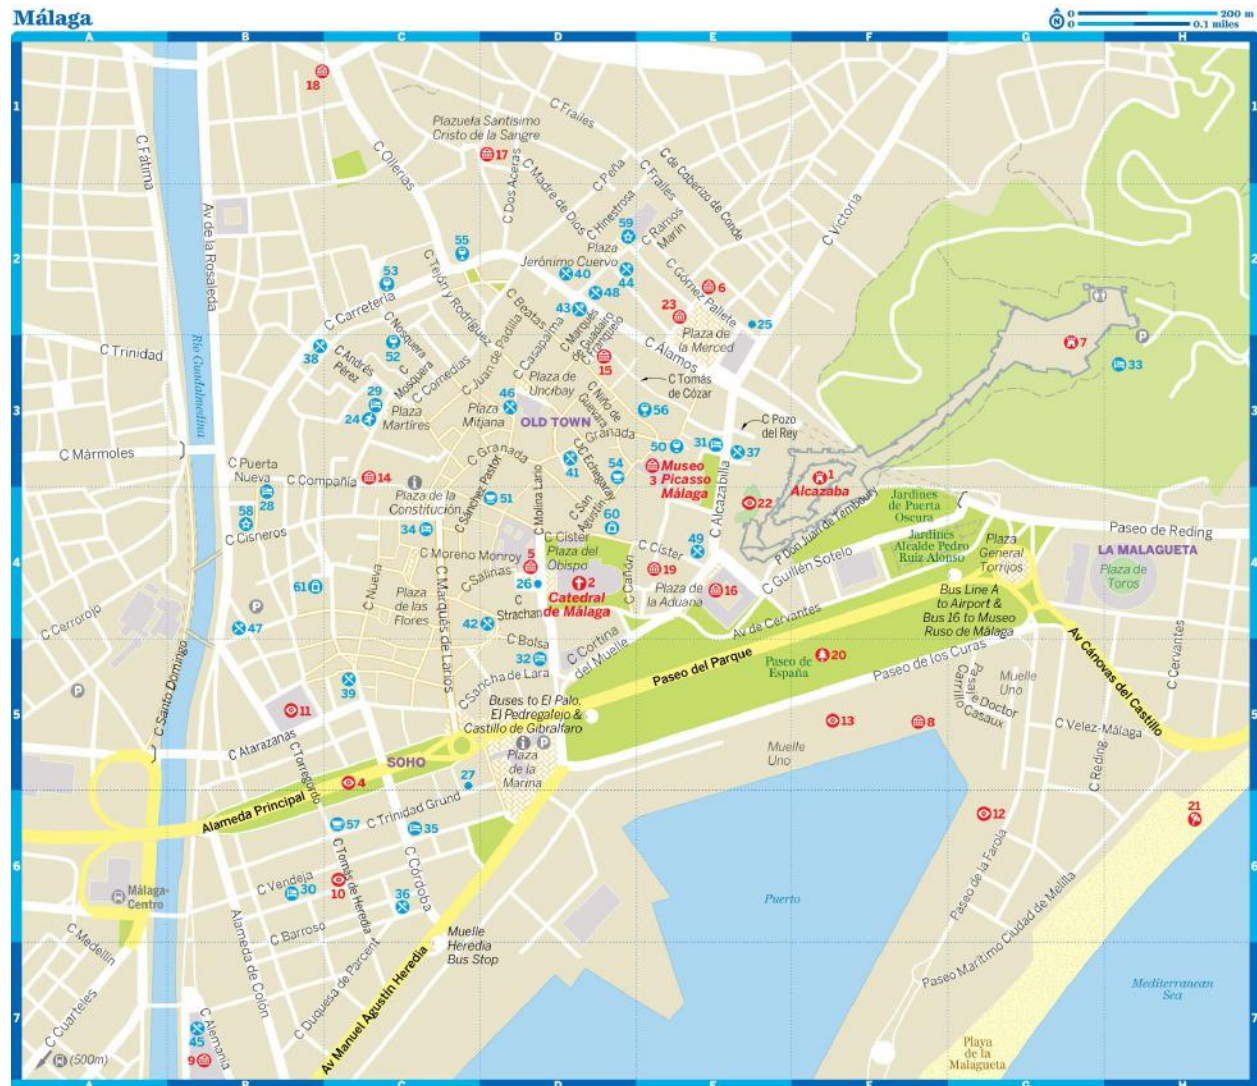 Málaga
0 200 m
0 0.1 miles
A B C D E F G H
1
18
C Frailes
Plazuela Santísimo
Cristo de la Sangre
17
C Fátima
C Ollerías
C Dos Aceras
C Madre de Dios
C Peña
C Hinestrosa
C Frailes
C de Coberizo de Conde
C Ramos
Marín
C Victoria
Av de la Rosaleda
2
59
55
Plaza
Jerónimo Cuervo
53
40
44
48
43
C Gómez Pallete
6
23
25
Plaza de
la Merced
C Tejón y Rodríguez
C Carretería
C Beatas
C Casapalma
C Marqués
de Guadairo
C Franquelo
15
C Álamos
7
P
33
C Trinidad
Río Guadalmedina
38
C Andrés
Pérez
C Nosquera
52
C
Mosquera
C Comedias
C Juan de Padilla
Plaza de
Uncibay
C Niño de
Guevara
C Tomás
de Cózar
3
29
24
Plaza
Mártires
46
Plaza
Mitjana
OLD TOWN
56
C Pozo
del Rey
C Granada
50
31
37
C Mármoles
C Puerta
Nueva
28
C Compañía
14
C Granada
C Sánchez Pastor
41
C Echegaray
54
Museo
Picasso
Málaga
3
1
Alcazaba
22
C Alcazabilla
Plaza de la
Constitución
51
C Molina Lario
C San
Agustín
60
P Don Juan de Temboury
Jardines
de Puerta
Oscura
58
C Cisneros
34
C Císter
C Císter
49
Paseo de Reding
C Moreno Monroy
5
Plaza del
Obispo
C Cañón
19
C Guillén Sotelo
Jardines
Alcalde Pedro
Ruiz Alonso
Plaza
General
Torrijos
LA MALAGUETA
Plaza de
Toros
4
C Salinas
26
2
Catedral
de Málaga
Plaza de
la Aduana
16
61
C Nueva
Plaza
de las
Flores
C Marqués de Larios
C
Strachan
Bus Line A
to Airport &
Bus 16 to Museo
Ruso de Málaga
C Cerrorojo
P
47
42
C Bolsa
32
C Cortina
del Muelle
Av de Cervantes
C Santo Domingo
Paseo del Parque
Paseo de
España
20
Paseo de los Curas
Av Cánovas del Castillo
C Cervantes
P
39
C Sancha de Lara
Buses to El Palo,
El Pedregalejo &
Castillo de Gibralfaro
Muelle
Uno
Pasaje Doctor
Carrillo Casaux
5
11
13
8
C Velez-Málaga
C Atarazanas
C Torregordo
SOHO
P
Plaza
de la
Marina
Muelle
Uno
C Reding
4
27
Alameda Principal
C Trinidad Grund
57
35
12
21
6
Málaga-
Centro
C Vendeja
30
10
C Tomás de Heredia
C Córdoba
36
Puerto
Paseo de la Farola
C Medellín
Alameda de Colón
C Barroso
C Duquesa de Parcent
Muelle
Heredia
Bus Stop
Paseo Marítimo Ciudad de Melilla
Mediterranean
Sea
C Cuarteles
7
45
C Alemania
9
Av Manuel Agustín Heredia
Playa
de la
Malagueta
(500m)